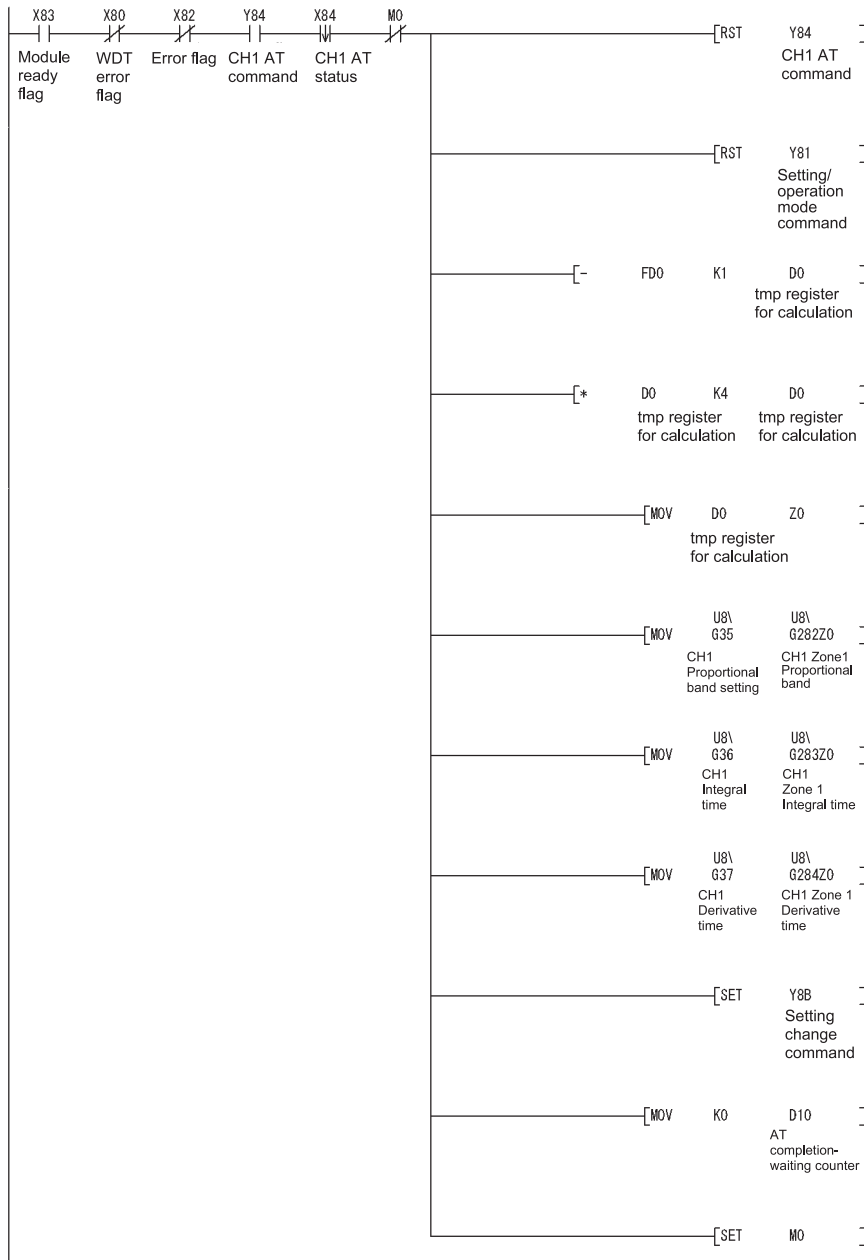 X83 X80 X82 Y84 X84 M0
Module ready flag
WDT error flag
Error flag
CH1 AT command
CH1 AT status
[RST Y84 ]
CH1 AT
command
[RST Y81 ]
Setting/
operation
mode
command
[- FD0 K1 D0 ]
tmp register
for calculation
[* D0 K4 D0 ]
tmp register tmp register
for calculation for calculation
[MOV D0 Z0 ]
tmp register
for calculation
U8\ U8\
[MOV G35 G282Z0 ]
CH1 CH1 Zone1
Proportional Proportional
band setting band
U8\ U8\
[MOV G36 G283Z0 ]
CH1 CH1
Integral Zone 1
time Integral time
U8\ U8\
[MOV G37 G284Z0 ]
CH1 CH1 Zone 1
Derivative Derivative
time time
[SET Y8B ]
Setting
change
command
[MOV K0 D10 ]
AT
completion-
waiting counter
[SET M0 ]